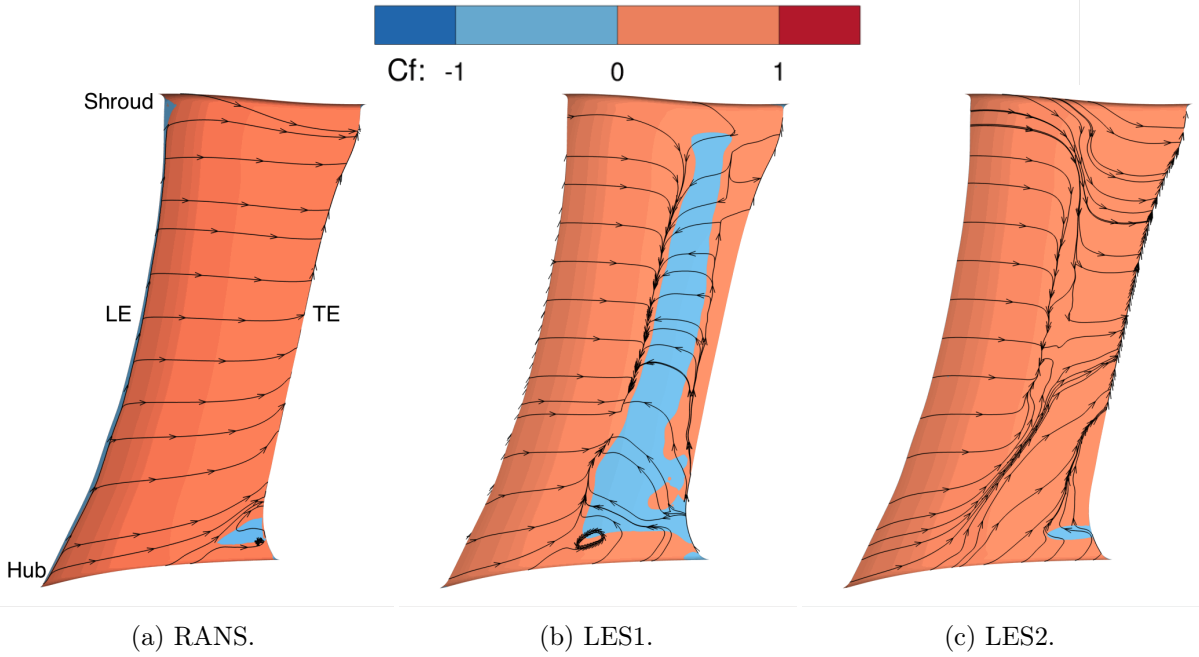 Cf: -1 0 1
Shroud
LE TE
Hub
(a) RANS. (b) LES1. (c) LES2.